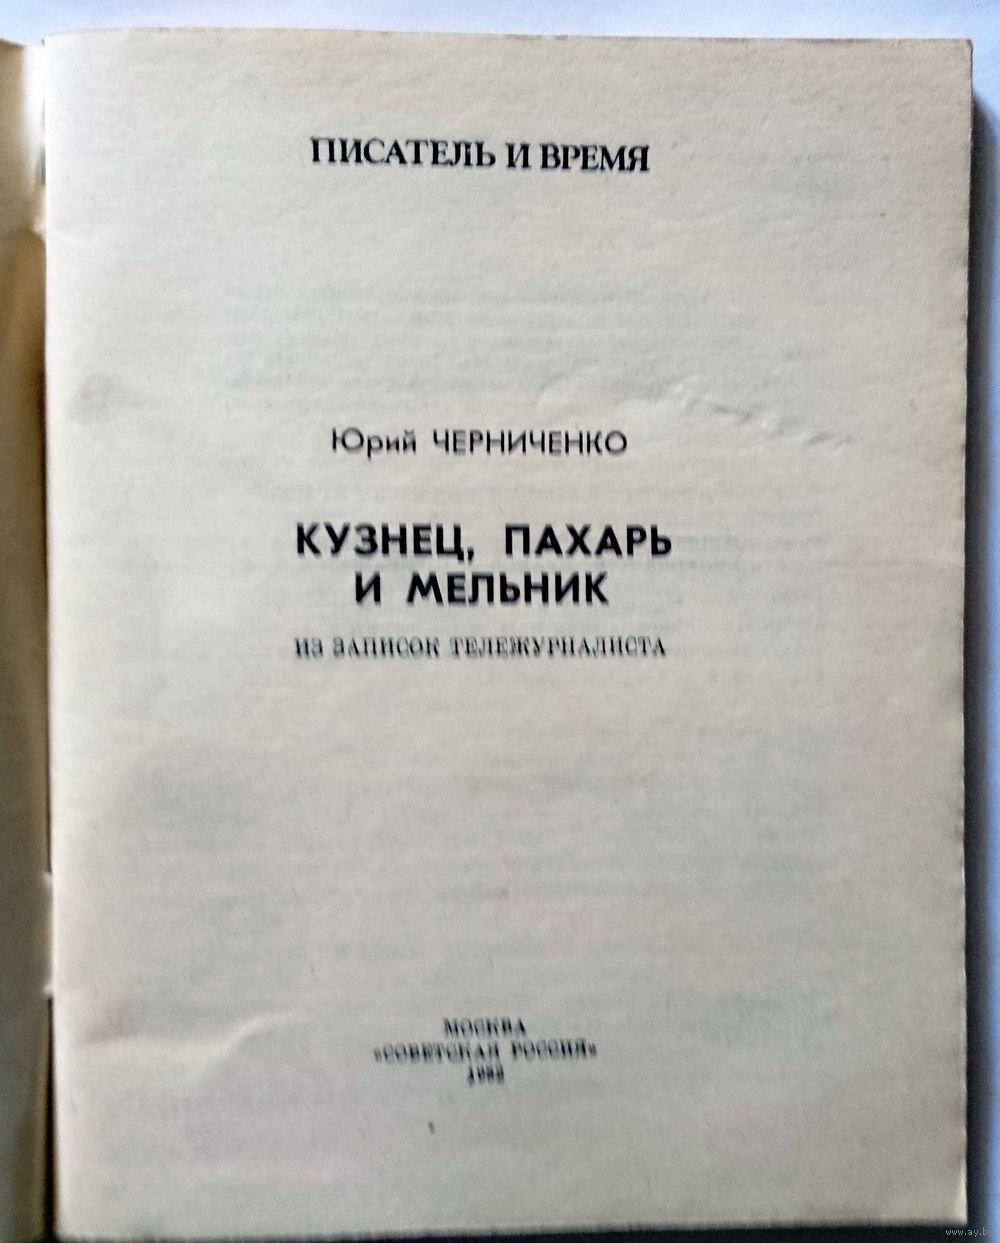 ПИСАТЕЛЬ И ВРЕМЯ
Юрий ЧЕРНИЧЕНКО
КУЗНЕЦ, ПАХАРЬ
И МЕЛЬНИК
ИЗ ЗАПИСОК ТЕЛЕЖУРНАЛИСТА
МОСКВА
«СОВЕТСКАЯ РОССИЯ»